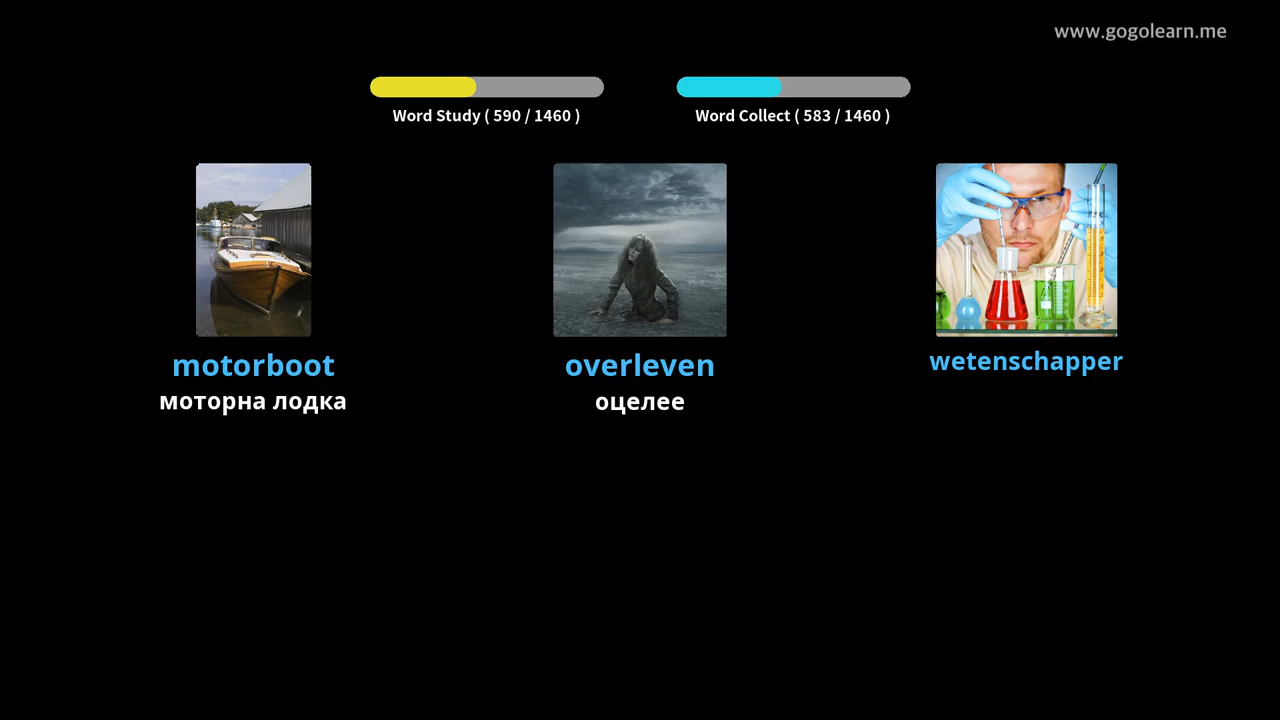 www.gogolearn.me
Word Study ( 590 / 1460 )
Word Collect ( 583 / 1460 )
motorboot
моторна лодка
overleven
оцелее
wetenschapper